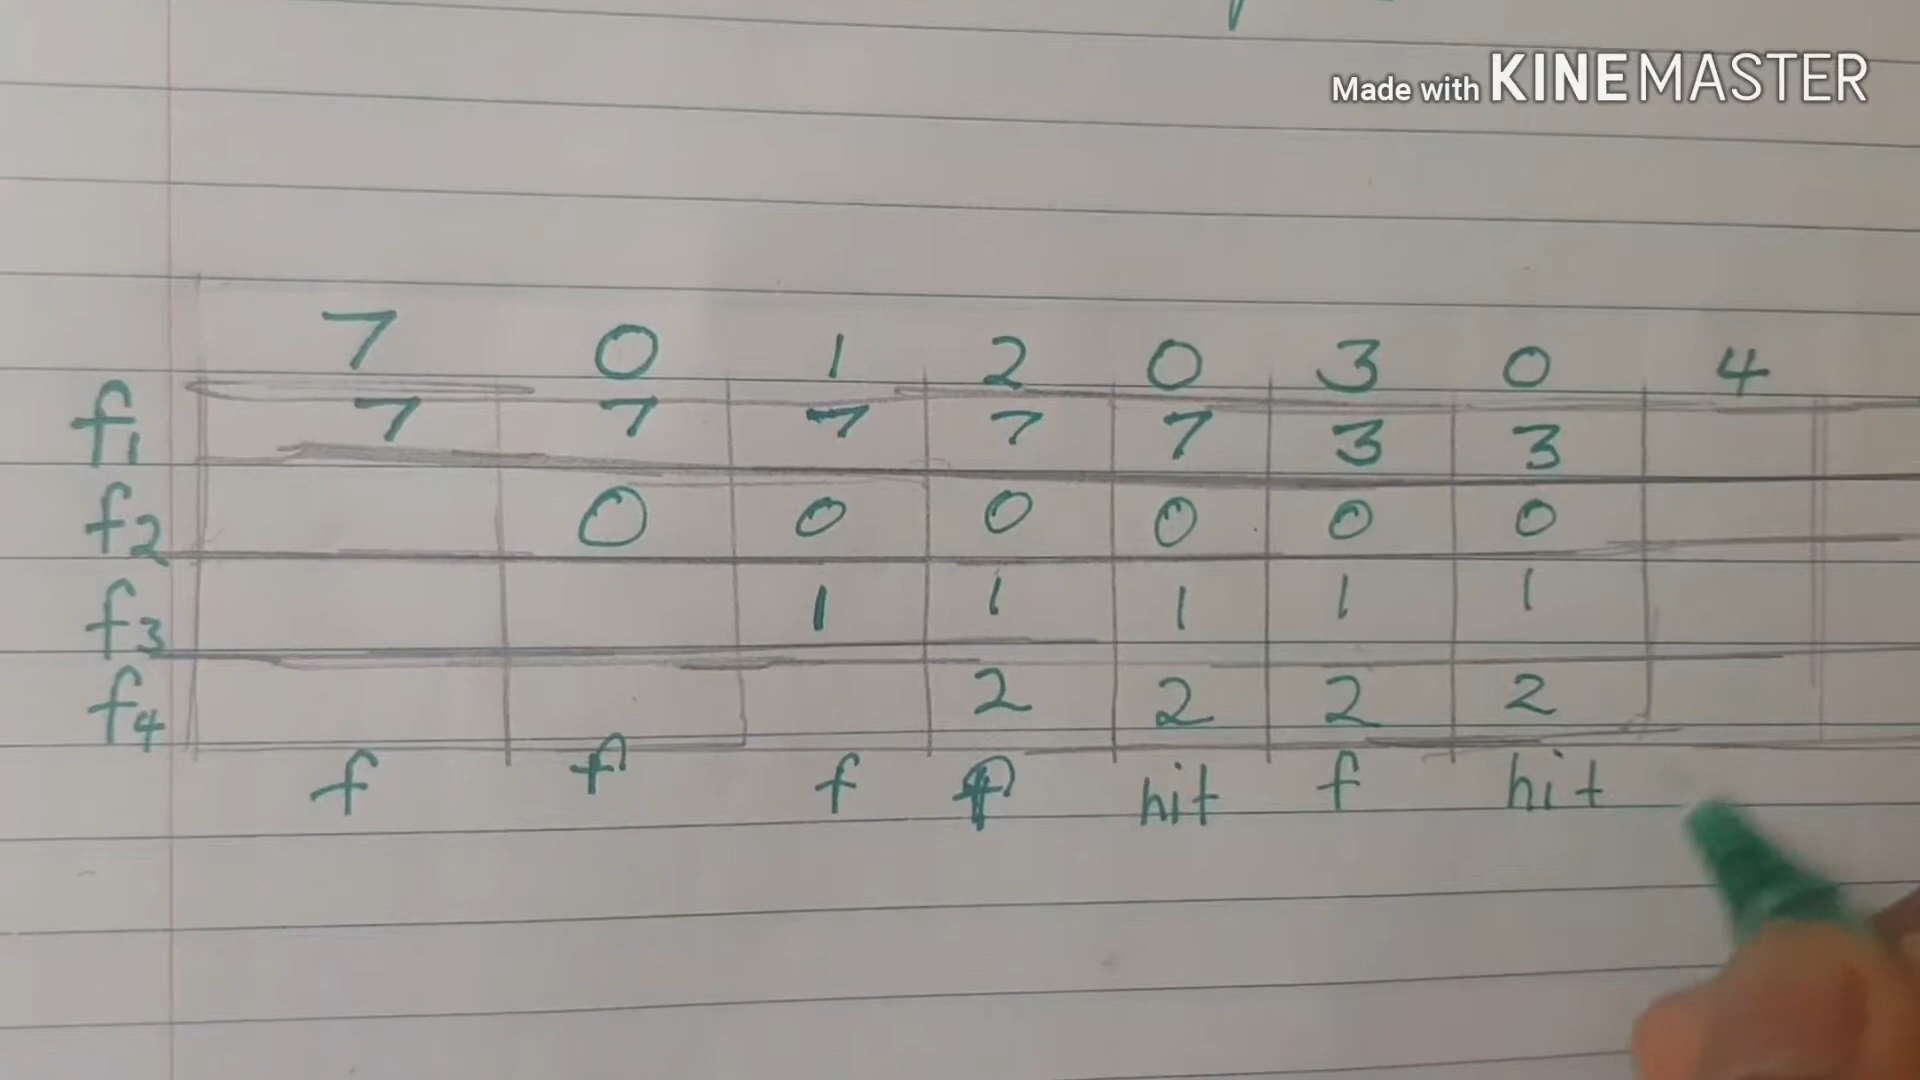 Made with KINEMASTER
7 0 1 2 0 3 0 4
f1 7 7 7 7 7 3 3
f2 0 0 0 0 0 0
f3 1 1 1 1 1
f4 2 2 2 2
f f f f hit f hit